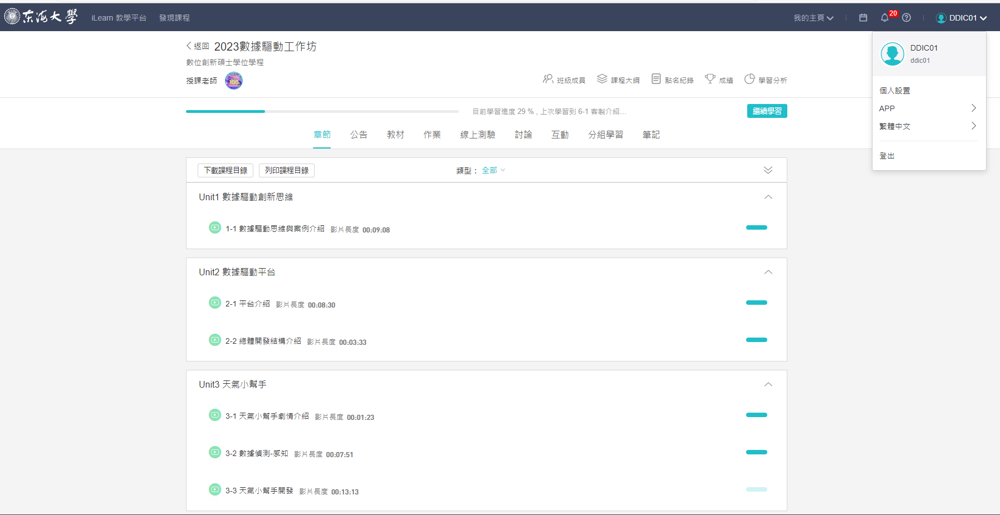 东海大學 iLearn 教學平台 發現課程 我的主頁 20 DDIC01
DDIC01
ddic01
個人設置
APP
繁體中文
登出
返回 2023數據驅動工作坊
數位創新碩士學位學程
授課老師 100 班級成員 課程大綱 點名紀錄 成績 學習分析
目前學習進度 29 % , 上次學習到 6-1 客製介紹... 繼續學習
章節 公告 教材 作業 線上測驗 討論 互動 分組學習 筆記
下載課程目錄 列印課程目錄 類型： 全部
Unit1 數據驅動創新思維
1-1 數據驅動思維與案例介紹 影片長度 00:09:08
Unit2 數據驅動平台
2-1 平台介紹 影片長度 00:08:30
2-2 總體開發結構介紹 影片長度 00:03:33
Unit3 天氣小幫手
3-1 天氣小幫手劇情介紹 影片長度 00:01:23
3-2 數據偵測-感知 影片長度 00:07:51
3-3 天氣小幫手開發 影片長度 00:13:13